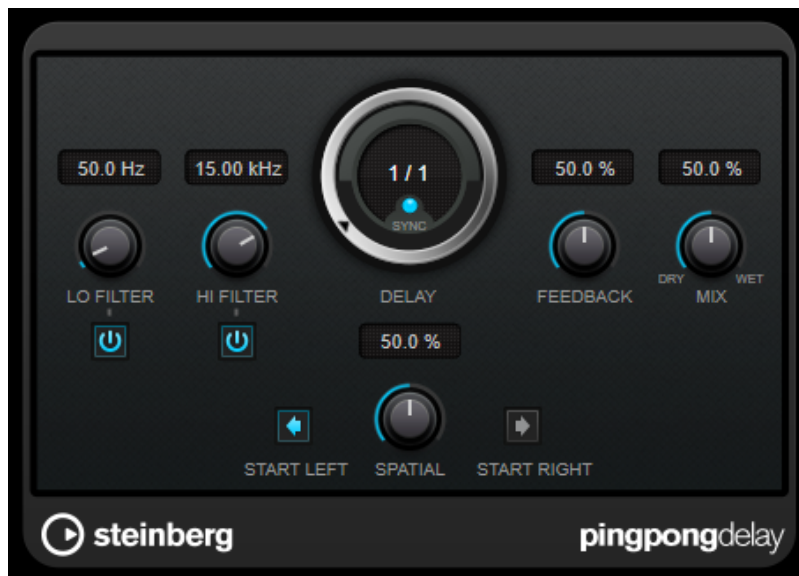 50.0 Hz
15.00 kHz
1 / 1
50.0 %
50.0 %
SYNC
DRY
WET
LO FILTER
HI FILTER
DELAY
FEEDBACK
MIX
50.0 %
START LEFT
SPATIAL
START RIGHT
steinberg
pingpongdelay